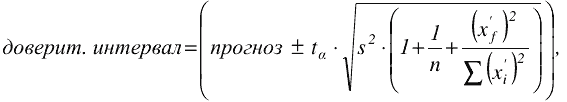 доверит. интервал=(прогноз ± t_α · √(s² · (1+1/n+(x'_f)²/∑(x'_i)²))),